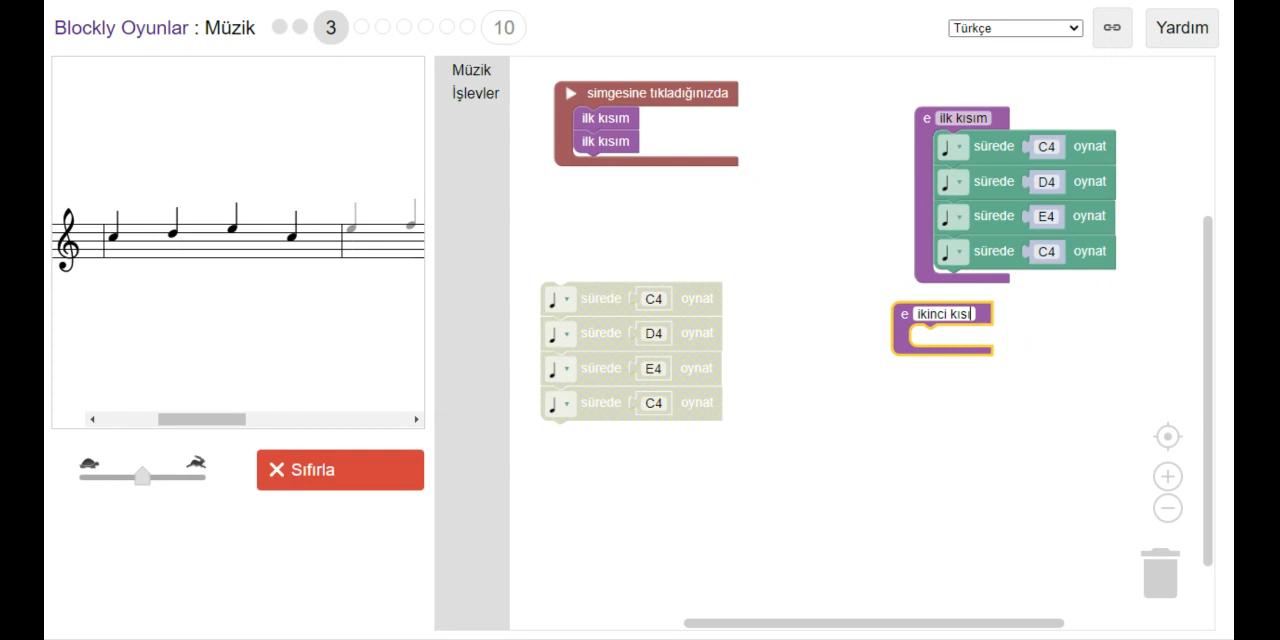 Blockly Oyunlar : Müzik 3 10
Türkçe
Yardım
Müzik
İşlevler
simgesine tıkladığınızda
ilk kısım
ilk kısım
e ilk kısım
sürede C4 oynat
sürede D4 oynat
sürede E4 oynat
sürede C4 oynat
sürede C4 oynat
sürede D4 oynat
sürede E4 oynat
sürede C4 oynat
e ikinci kısı
Sıfırla